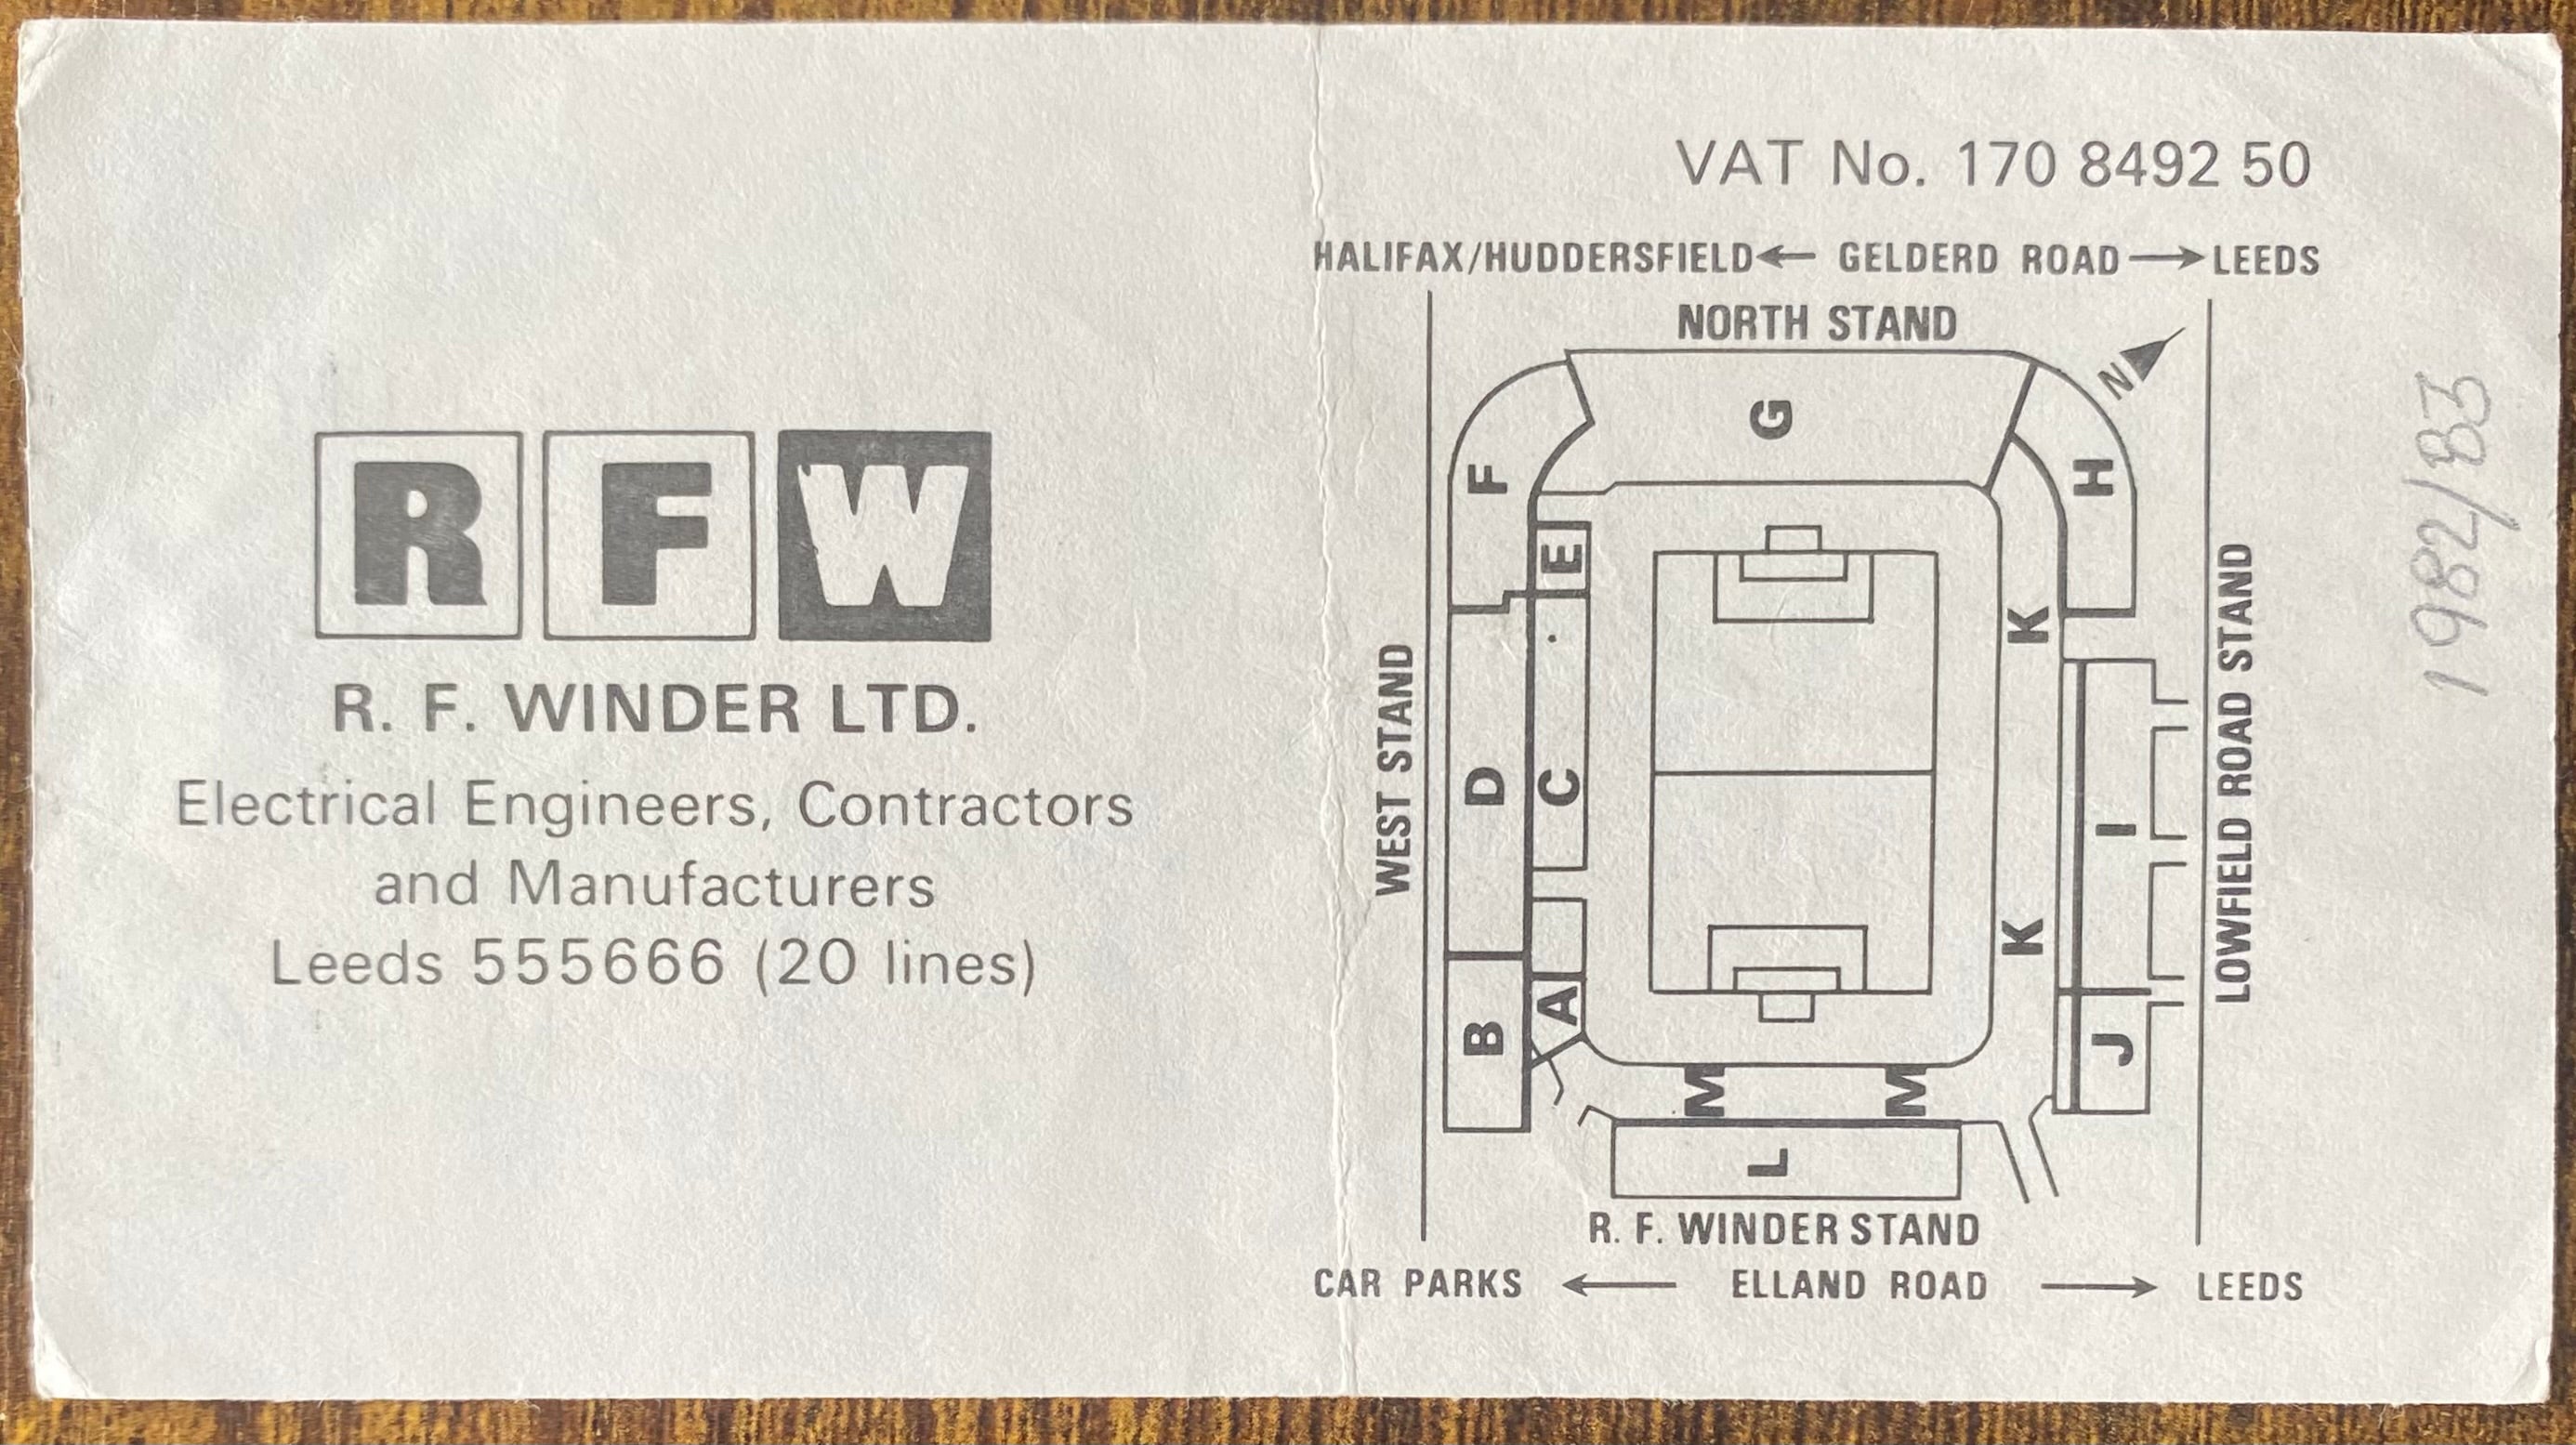 R F W
R. F. WINDER LTD.
Electrical Engineers, Contractors
and Manufacturers
Leeds 555666 (20 lines)
VAT No. 170 8492 50
HALIFAX/HUDDERSFIELD← GELDERD ROAD→LEEDS
NORTH STAND
N
G
F
H
E
K
D
C
I
K
B
A
J
M M
L
WEST STAND
LOWFIELD ROAD STAND
R. F. WINDER STAND
CAR PARKS ← ELLAND ROAD → LEEDS
1982/83